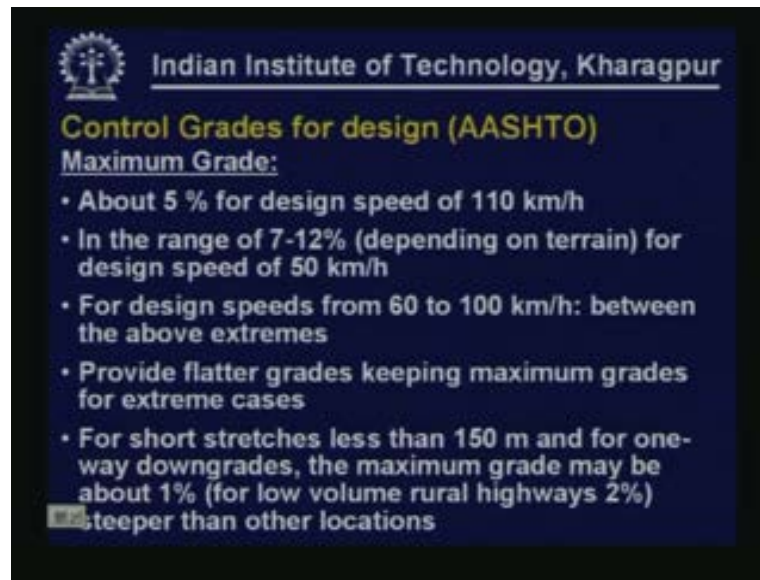 Indian Institute of Technology, Kharagpur
Control Grades for design (AASHTO)
Maximum Grade:
• About 5 % for design speed of 110 km/h
• In the range of 7-12% (depending on terrain) for
design speed of 50 km/h
• For design speeds from 60 to 100 km/h: between
the above extremes
• Provide flatter grades keeping maximum grades
for extreme cases
• For short stretches less than 150 m and for one-
way downgrades, the maximum grade may be
about 1% (for low volume rural highways 2%)
steeper than other locations